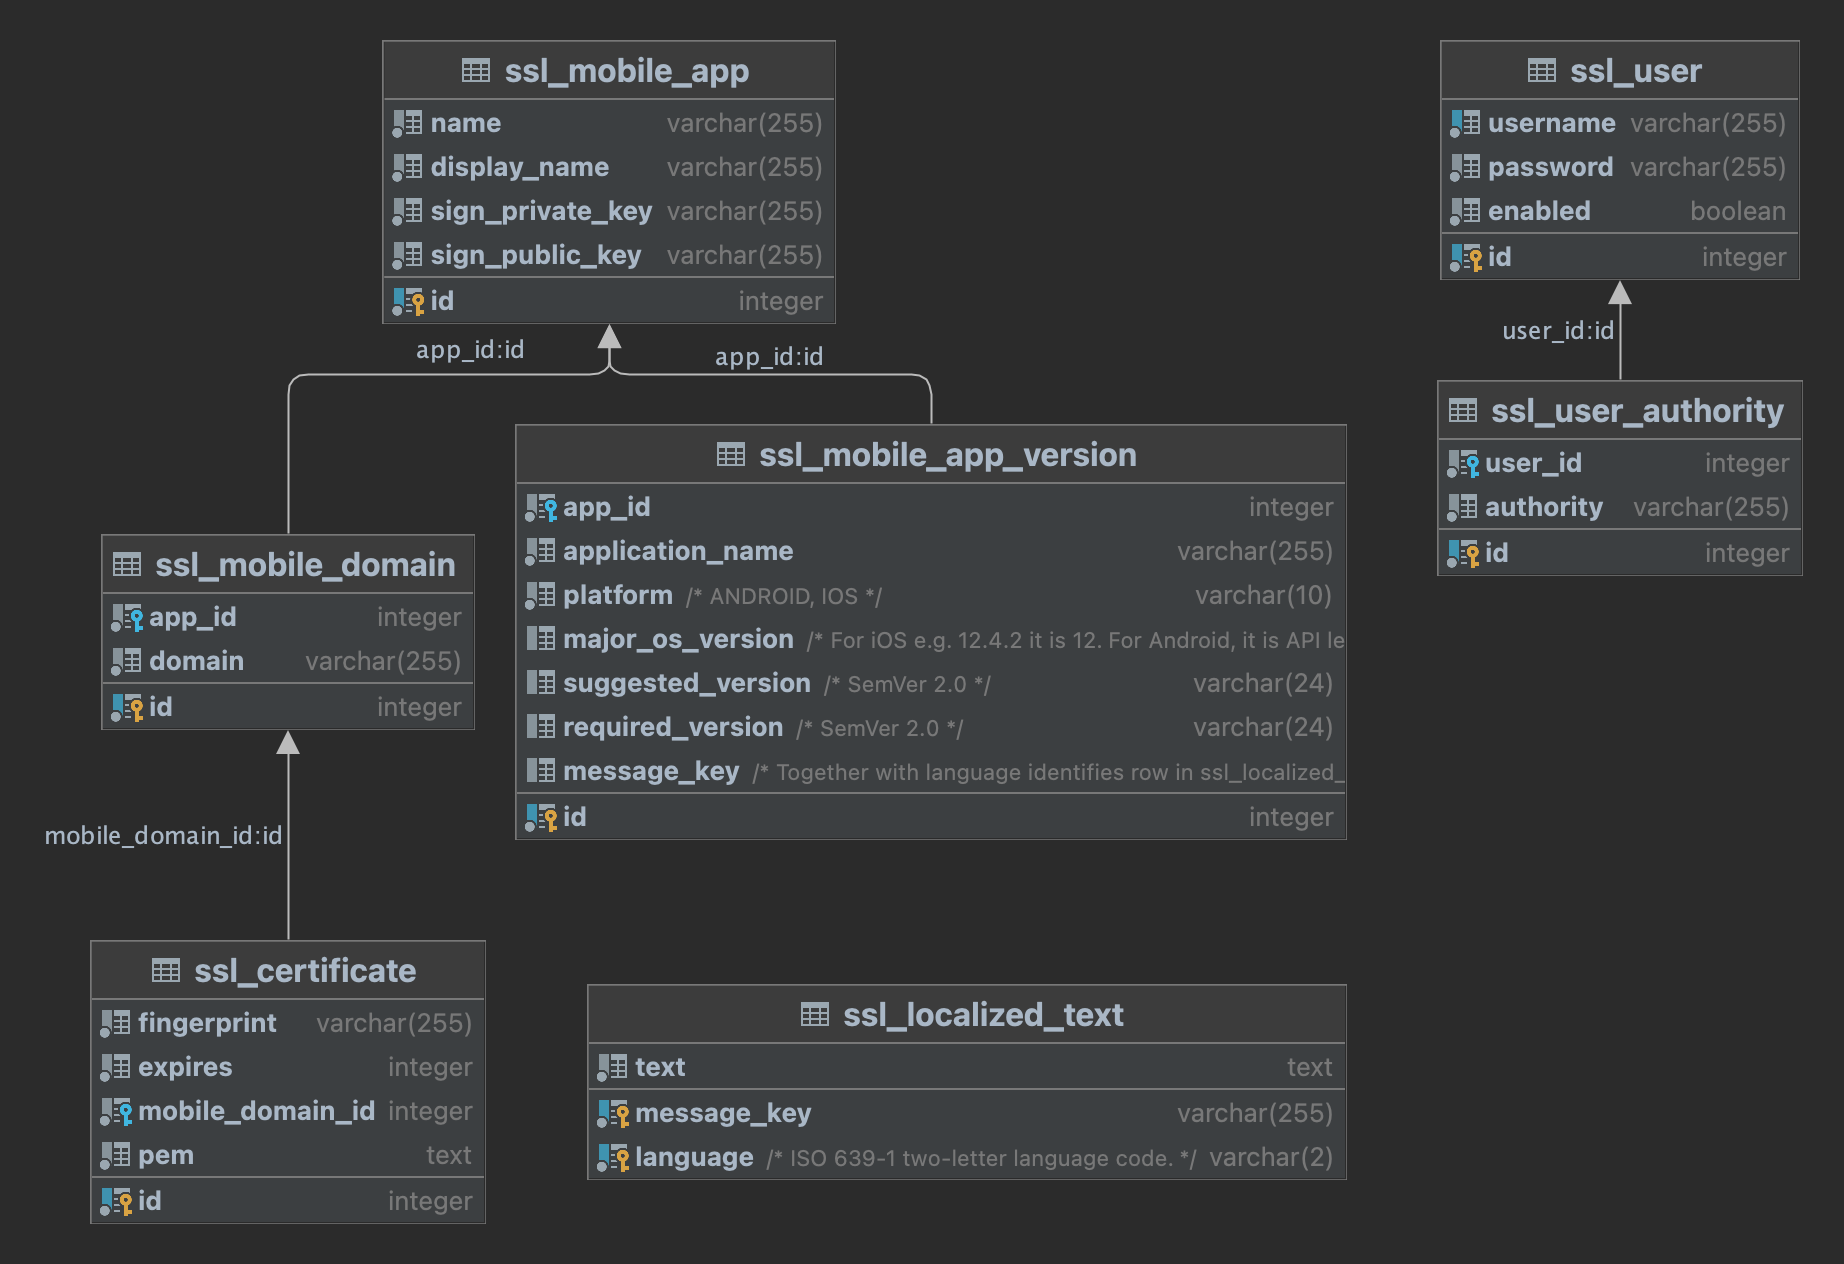 ssl_mobile_app
name varchar(255)
display_name varchar(255)
sign_private_key varchar(255)
sign_public_key varchar(255)
id integer
ssl_user
username varchar(255)
password varchar(255)
enabled boolean
id integer
app_id:id
app_id:id
user_id:id
ssl_user_authority
user_id integer
authority varchar(255)
id integer
ssl_mobile_app_version
app_id integer
application_name varchar(255)
platform /* ANDROID, IOS */ varchar(10)
major_os_version /* For iOS e.g. 12.4.2 it is 12. For Android, it is API le
suggested_version /* SemVer 2.0 */ varchar(24)
required_version /* SemVer 2.0 */ varchar(24)
message_key /* Together with language identifies row in ssl_localized_
id integer
ssl_mobile_domain
app_id integer
domain varchar(255)
id integer
mobile_domain_id:id
ssl_certificate
fingerprint varchar(255)
expires integer
mobile_domain_id integer
pem text
id integer
ssl_localized_text
text text
message_key varchar(255)
language /* ISO 639-1 two-letter language code. */ varchar(2)